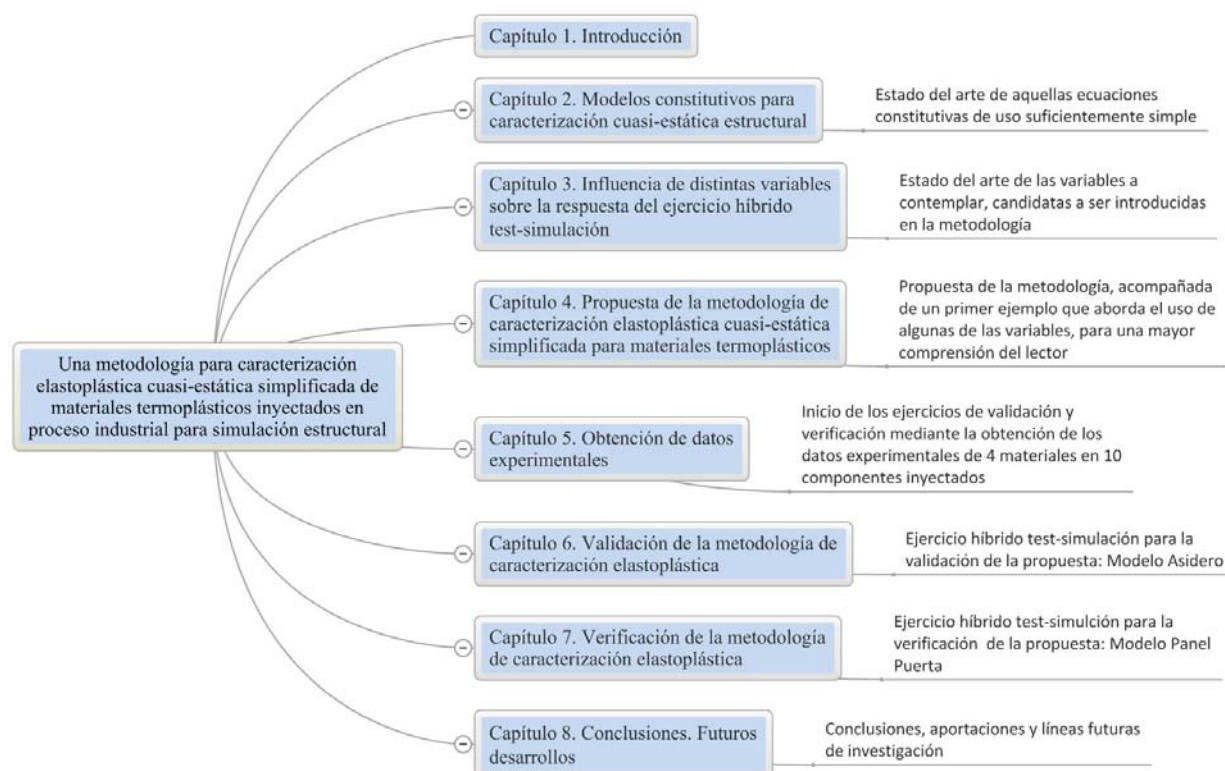 Capítulo 1. Introducción
Capítulo 2. Modelos constitutivos para
caracterización cuasi-estática estructural
Estado del arte de aquellas ecuaciones
constitutivas de uso suficientemente simple
Capítulo 3. Influencia de distintas variables
sobre la respuesta del ejercicio híbrido
test-simulación
Estado del arte de las variables a
contemplar, candidatas a ser introducidas
en la metodología
Capítulo 4. Propuesta de la metodología de
caracterización elastoplástica cuasi-estática
simplificada para materiales termoplásticos
Propuesta de la metodología, acompañada
de un primer ejemplo que aborda el uso de
algunas de las variables, para una mayor
comprensión del lector
Una metodología para caracterización
elastoplástica cuasi-estática simplificada de
materiales termoplásticos inyectados en
proceso industrial para simulación estructural
Capítulo 5. Obtención de datos
experimentales
Inicio de los ejercicios de validación y
verificación mediante la obtención de los
datos experimentales de 4 materiales en 10
componentes inyectados
Capítulo 6. Validación de la metodología de
caracterización elastoplástica
Ejercicio híbrido test-simulación para la
validación de la propuesta: Modelo Asidero
Capítulo 7. Verificación de la metodología
de caracterización elastoplástica
Ejercicio híbrido test-simulción para la
verificación  de la propuesta: Modelo Panel
Puerta
Capítulo 8. Conclusiones. Futuros
desarrollos
Conclusiones, aportaciones y líneas futuras
de investigación